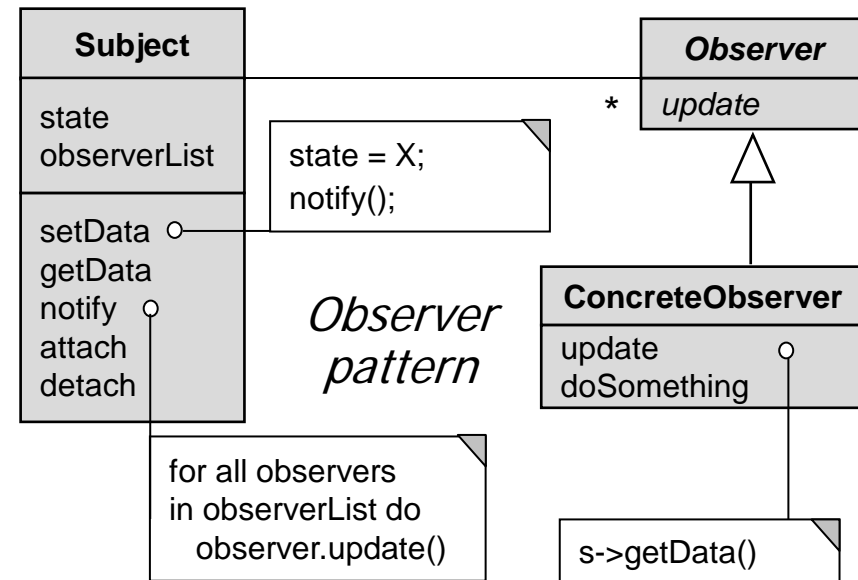 Subject
state
observerList
setData
getData
notify
attach
detach
state = X;
notify();
for all observers
in observerList do
observer.update()
Observer
pattern
*
Observer
update
ConcreteObserver
update
doSomething
s->getData()